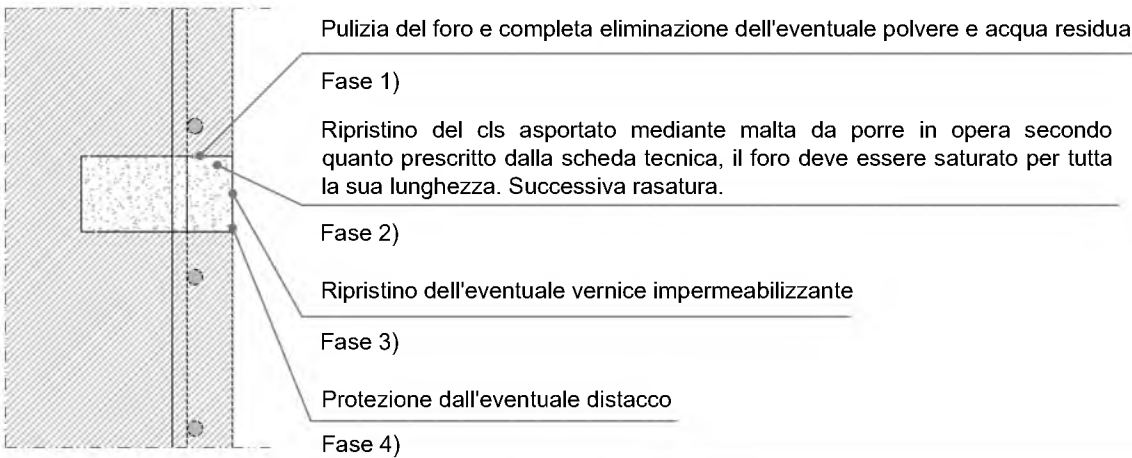 Pulizia del foro e completa eliminazione dell'eventuale polvere e acqua residua
Fase 1)
Ripristino del cls asportato mediante malta da porre in opera secondo
quanto prescritto dalla scheda tecnica, il foro deve essere saturato per tutta
la sua lunghezza. Successiva rasatura.
Fase 2)
Ripristino dell'eventuale vernice impermeabilizzante
Fase 3)
Protezione dall'eventuale distacco
Fase 4)